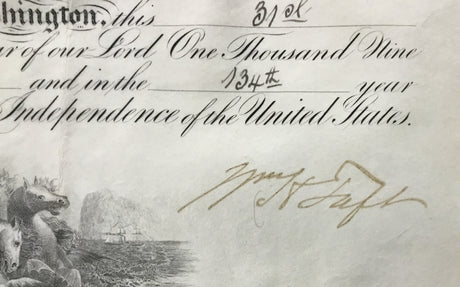 hington, this 31st
r of our Lord One Thousand Nine
and in the 134th year
Independence of the United States.
Wm H Taft